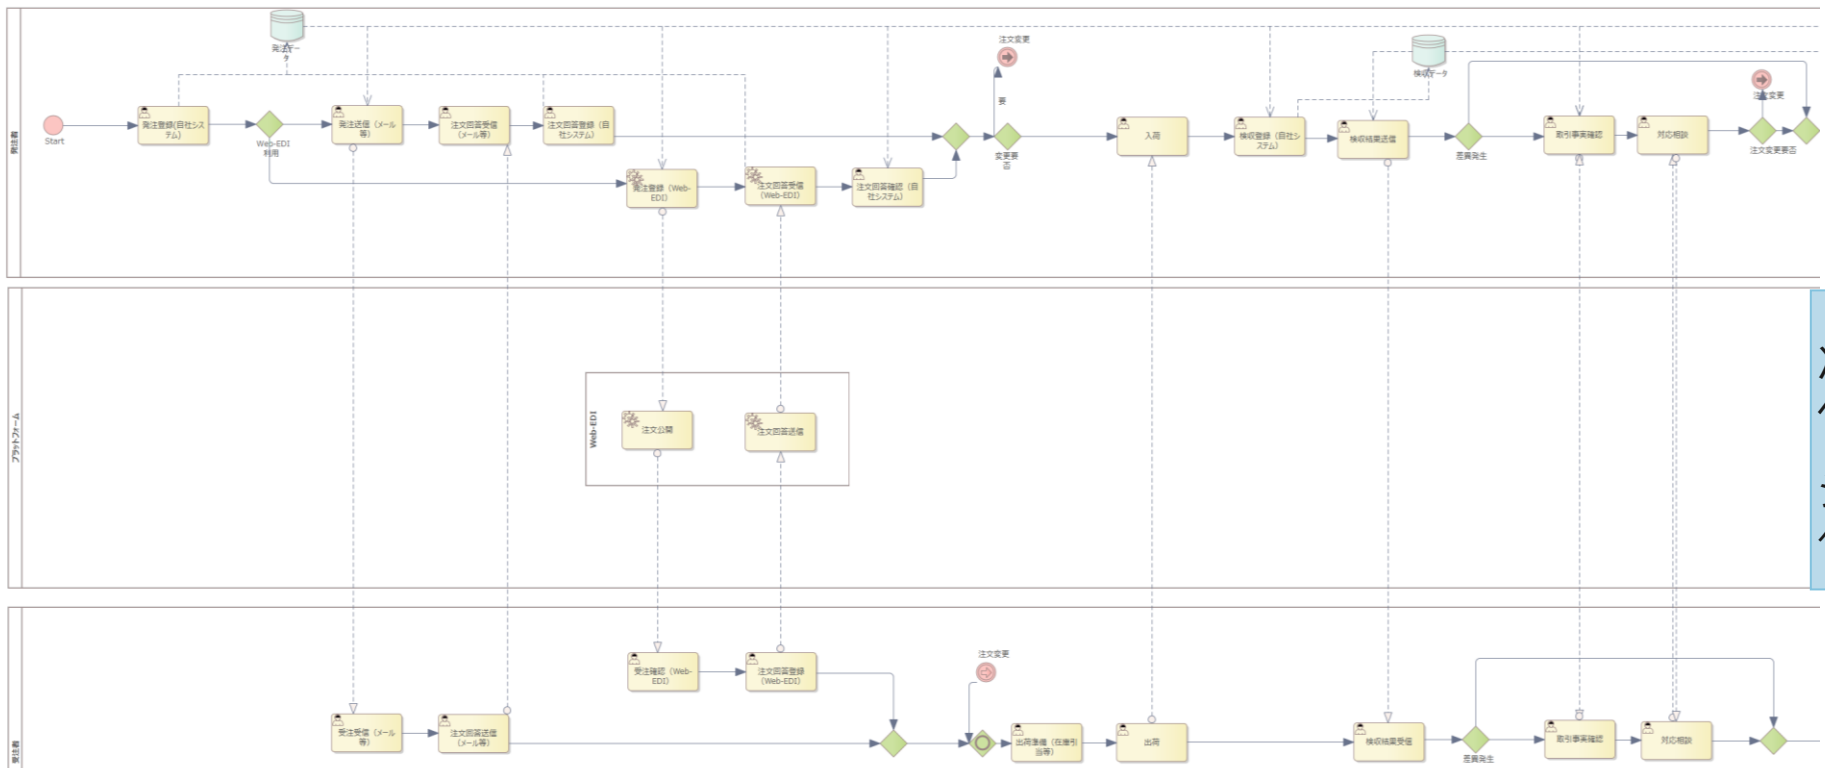 発注者
発注データ
Start
発注登録(自社システム)
Web-EDI
利用
発注送信（メール
等）
注文回答受信
（メール等）
注文回答登録（自
社システム）
発注登録（Web-
EDI）
注文回答受信
（Web-EDI）
注文回答確認（自
社システム）
注文変更
要
変更要
否
入荷
検収登録（自社シ
ステム）
検収データ
検収結果送信
差異発生
取引事実確認
対応相談
注文変更
注文変更要否
プラットフォーム
Web-EDI
注文公開
注文回答送信
受注者
受注確認（Web-
EDI）
注文回答登録
（Web-EDI）
受注受信（メール
等）
注文回答送信
（メール等）
注文変更
出荷準備（在庫引
当等）
出荷
検収結果受信
差異発生
取引事実確認
対応相談